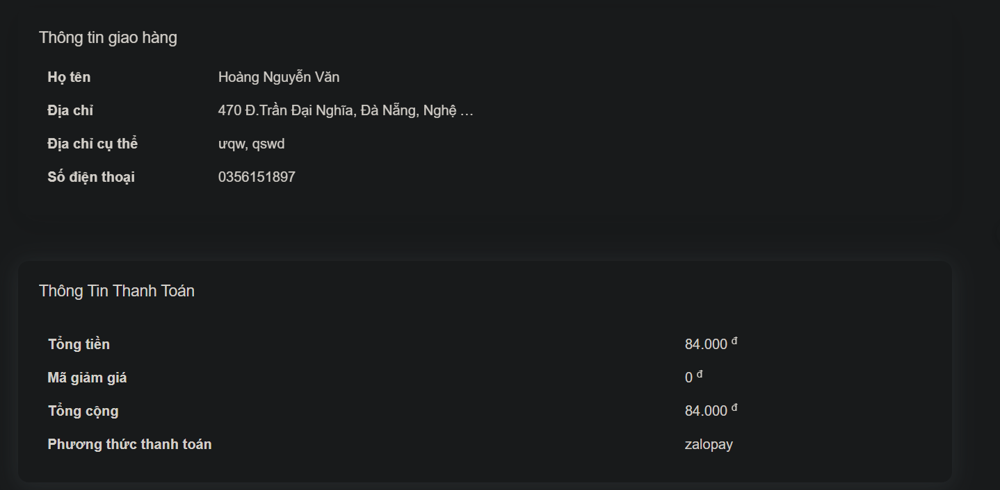 Thông tin giao hàng
Họ tên Hoàng Nguyễn Văn
Địa chỉ 470 Đ.Trần Đại Nghĩa, Đà Nẵng, Nghệ ...
Địa chỉ cụ thể ưqw, qswd
Số điện thoại 0356151897
Thông Tin Thanh Toán
Tổng tiền 84.000 đ
Mã giảm giá 0 đ
Tổng cộng 84.000 đ
Phương thức thanh toán zalopay